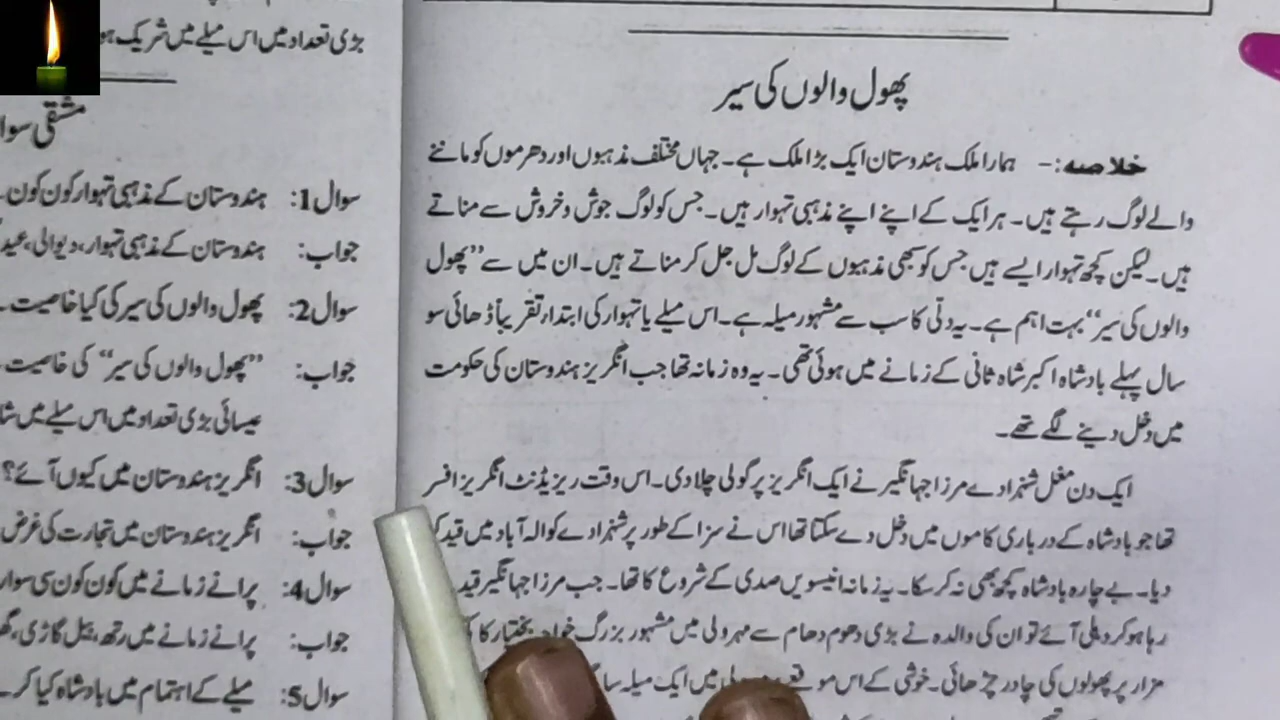 پھول والوں کی سیر
خلاصہ:- ہمارا ملک ہندوستان ایک بڑا ملک ہے۔ جہاں مختلف مذہبوں اور دھرموں کو ماننے
والے لوگ رہتے ہیں۔ ہر ایک کے اپنے اپنے مذہبی تہوار ہیں۔ جس کو لوگ جوش و خروش سے مناتے
ہیں۔ لیکن کچھ تہوار ایسے ہیں جس کو سبھی مذہبوں کے لوگ مل جل کر مناتے ہیں۔ ان میں سے "پھول
والوں کی سیر" بہت اہم ہے۔ یہ دلّی کا سب سے مشہور میلہ ہے۔ اس میلے یا تہوار کی ابتداء تقریباً ڈھائی سو
سال پہلے بادشاہ اکبر شاہ ثانی کے زمانے میں ہوئی تھی۔ یہ وہ زمانہ تھا جب انگریز ہندوستان کی حکومت
میں دخل دینے لگے تھے۔
ایک دن مغل شہزادے مرزا جہانگیر نے ایک انگریز پر گولی چلا دی۔ اس وقت ریزیڈنٹ انگریز افسر
تھا جو بادشاہ کے درباری کاموں میں دخل دے سکتا تھا اس نے سزا کے طور پر شہزادے کو الہ آباد میں قید کر
دیا۔ بے چارہ بادشاہ کچھ بھی نہ کر سکا۔ یہ زمانہ انیسویں صدی کے شروع کا تھا۔ جب مرزا جہانگیر قید
رہا ہو کر دہلی آئے تو ان کی والدہ نے بڑی دھوم دھام سے مہرولی میں مشہور بزرگ خواجہ بختیار کا
مزار پر پھولوں کی چادر چڑھائی۔ خوشی کے اس موقعے میں ایک میلہ سا
بڑی تعداد میں اس میلے میں شریک ہو
مشقی سوا
سوال 1: ہندوستان کے مذہبی تہوار کون کون
جواب: ہندوستان کے مذہبی تہوار، دیوالی، عید
سوال 2: پھول والوں کی سیر کی کیا خاصیت
جواب: "پھول والوں کی سیر" کی خاصیت
عیسائی بڑی تعداد میں اس میلے میں شا
سوال 3: انگریز ہندوستان میں کیوں آئے؟
جواب: انگریز ہندوستان میں تجارت کی غرض
سوال 4: پرانے زمانے میں کون کون سی سوار
جواب: پرانے زمانے میں رتھ، بیل گاڑی، گھ
سوال 5: میلے کے اہتمام میں بادشاہ کیا کر